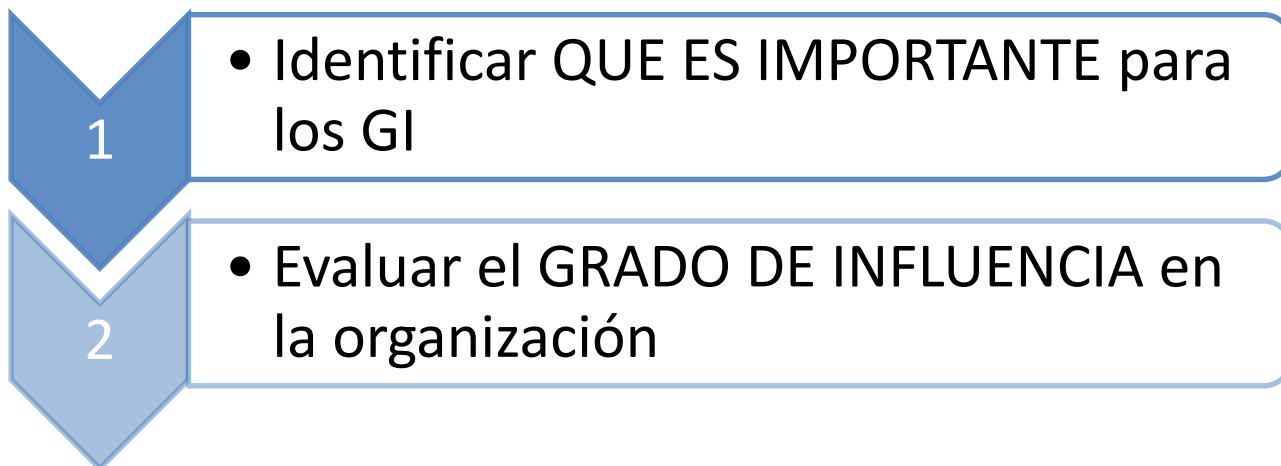 1
• Identificar QUE ES IMPORTANTE para
los GI
2
• Evaluar el GRADO DE INFLUENCIA en
la organización